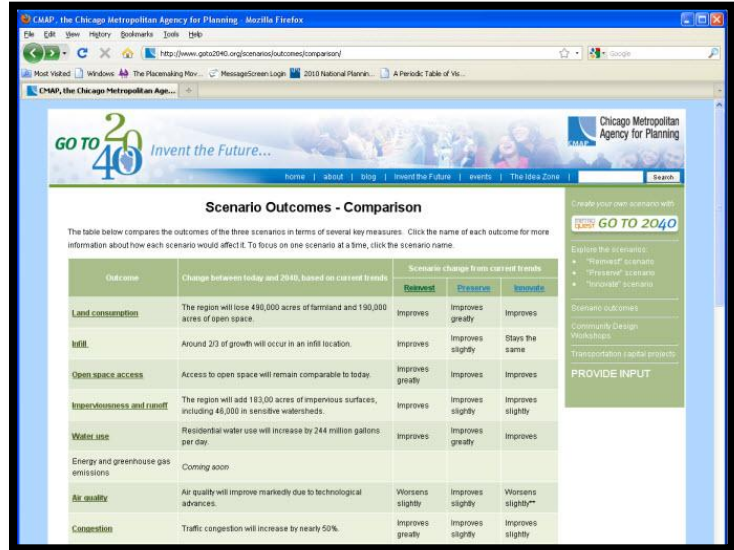 CMAP, the Chicago Metropolitan Agency for Planning - Mozilla Firefox
File Edit View History Bookmarks Tools Help
http://www.goto2040.org/scenarios/outcomes/comparison/
Google
Most Visited Windows The Placemaking Mov... MessageScreen Login 2010 National Plannin... A Periodic Table of Vis...
CMAP, the Chicago Metropolitan Age...
GO TO 2040
Invent the Future...
CMAP
Chicago Metropolitan
Agency for Planning
home | about | blog | Invent the Future | events | The Idea Zone |
Search
Scenario Outcomes - Comparison
The table below compares the outcomes of the three scenarios in terms of several key measures. Click the name of each outcome for more
information about how each scenario would affect it. To focus on one scenario at a time, click the scenario name.
Outcome
Change between today and 2040, based on current trends
Scenario change from current trends
Reinvest Preserve Innovate
Land consumption
The region will lose 490,000 acres of farmland and 190,000
acres of open space.
Improves
Improves
greatly
Improves
Infill
Around 2/3 of growth will occur in an infill location.
Improves
Improves
slightly
Stays the
same
Open space access
Access to open space will remain comparable to today.
Improves
greatly
Improves
Improves
Imperviousness and runoff
The region will add 183,00 acres of impervious surfaces,
including 46,000 in sensitive watersheds.
Improves
Improves
slightly
Improves
slightly
Water use
Residential water use will increase by 244 million gallons
per day.
Improves
Improves
greatly
Improves
Energy and greenhouse gas
emissions
Coming soon
Air quality
Air quality will improve markedly due to technological
advances.
Worsens
slightly
Improves
slightly
Worsens
slightly**
Congestion
Traffic congestion will increase by nearly 50%.
Improves
greatly
Improves
slightly
Improves
slightly
Create your own scenario with
metro quest GO TO 2040
Explore the scenarios:
• "Reinvest" scenario
• "Preserve" scenario
• "Innovate" scenario
Scenario outcomes
Community Design
Workshops
Transportation capital projects
PROVIDE INPUT